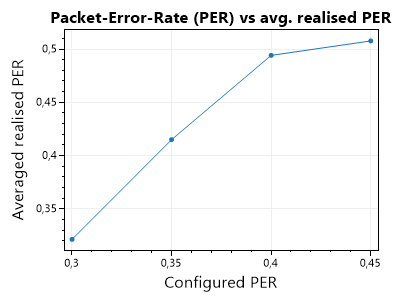 Packet-Error-Rate (PER) vs avg. realised PER
Averaged realised PER
0,5
0,45
0,4
0,35
0,3 0,35 0,4 0,45
Configured PER